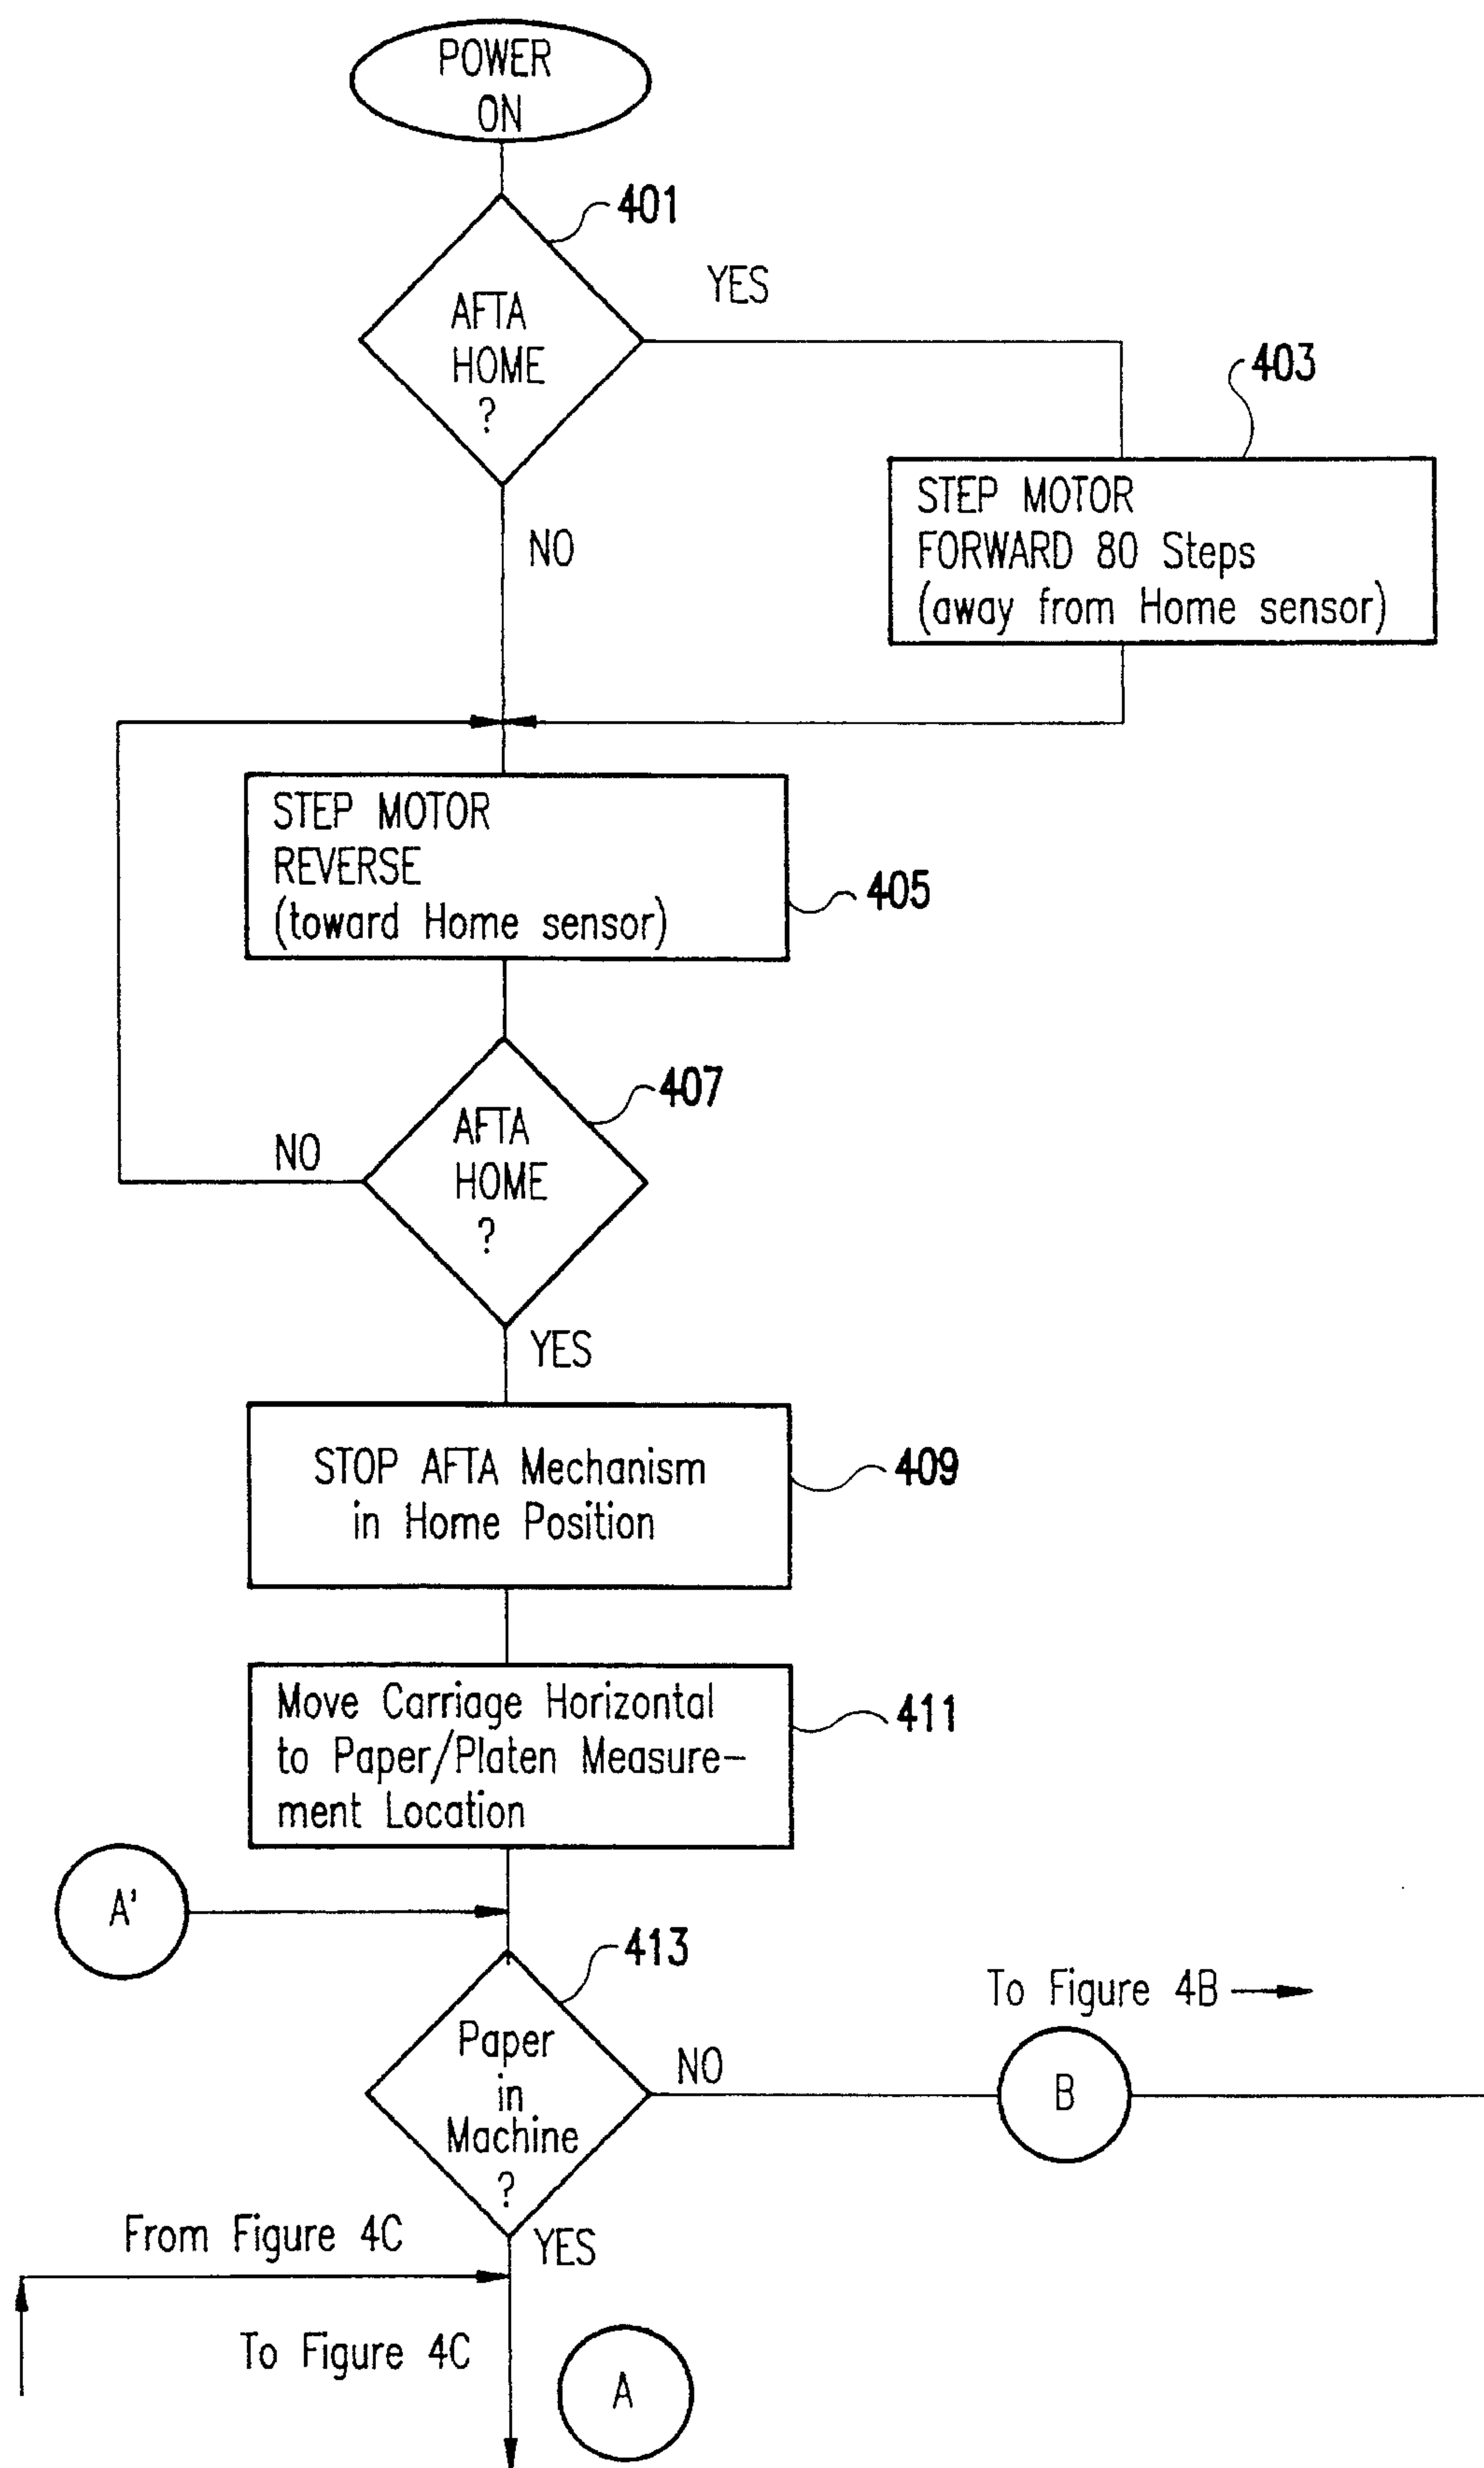 POWER
ON
401
AFTA
HOME
?
YES
NO
403
STEP MOTOR
FORWARD 80 Steps
(away from Home sensor)
STEP MOTOR
REVERSE
(toward Home sensor)
405
407
AFTA
HOME
?
NO
YES
STOP AFTA Mechanism
in Home Position
409
Move Carriage Horizontal
to Paper/Platen Measure-
ment Location
411
A'
413
Paper
in
Machine
?
NO
To Figure 4B
B
YES
From Figure 4C
To Figure 4C
A